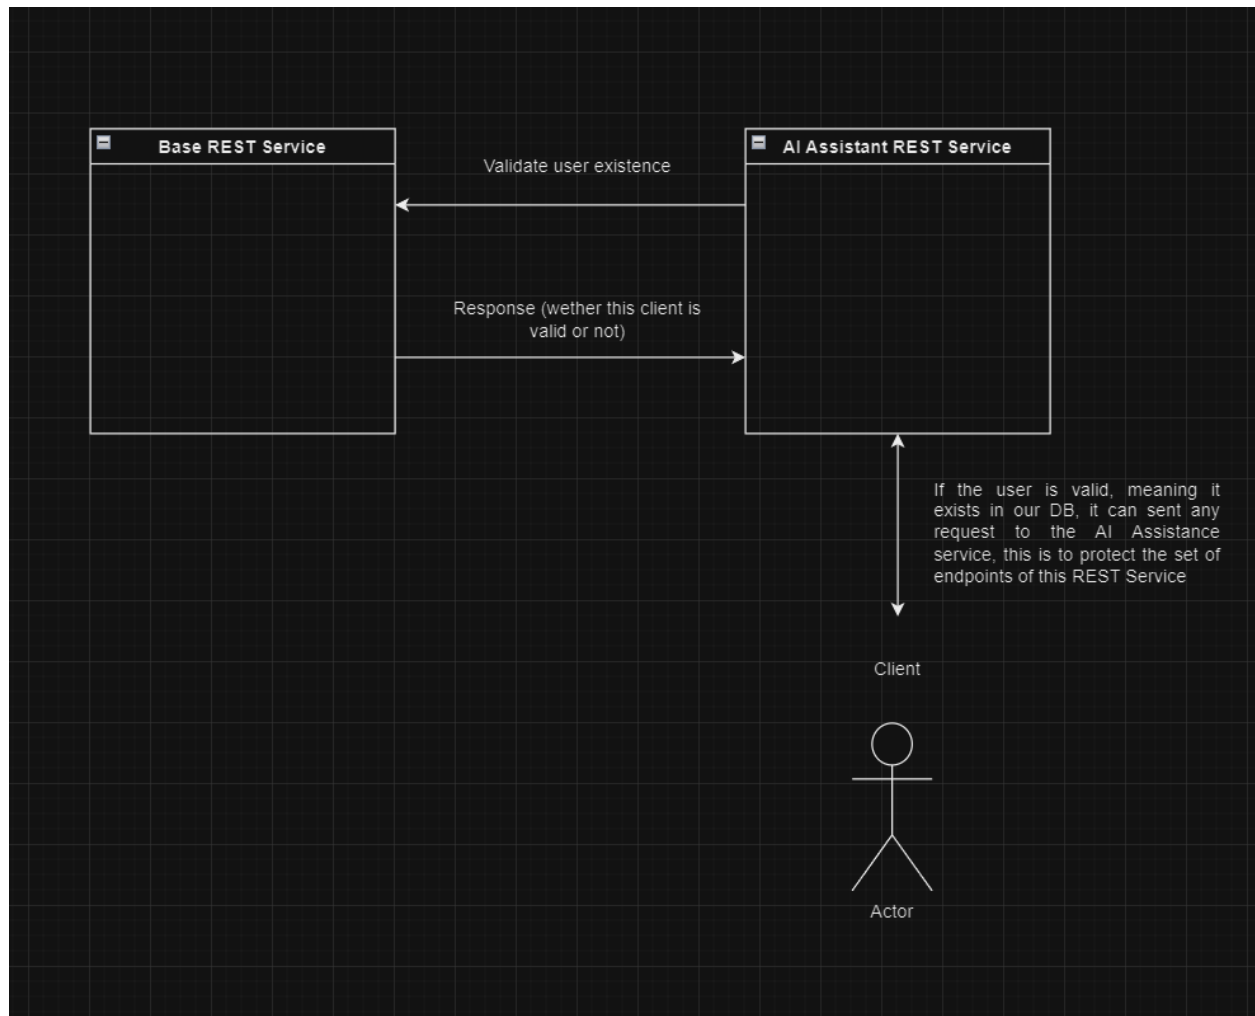 Base REST Service
AI Assistant REST Service
Validate user existence
Response (wether this client is
valid or not)
If the user is valid, meaning it
exists in our DB, it can sent any
request to the AI Assistance
service, this is to protect the set of
endpoints of this REST Service
Client
Actor